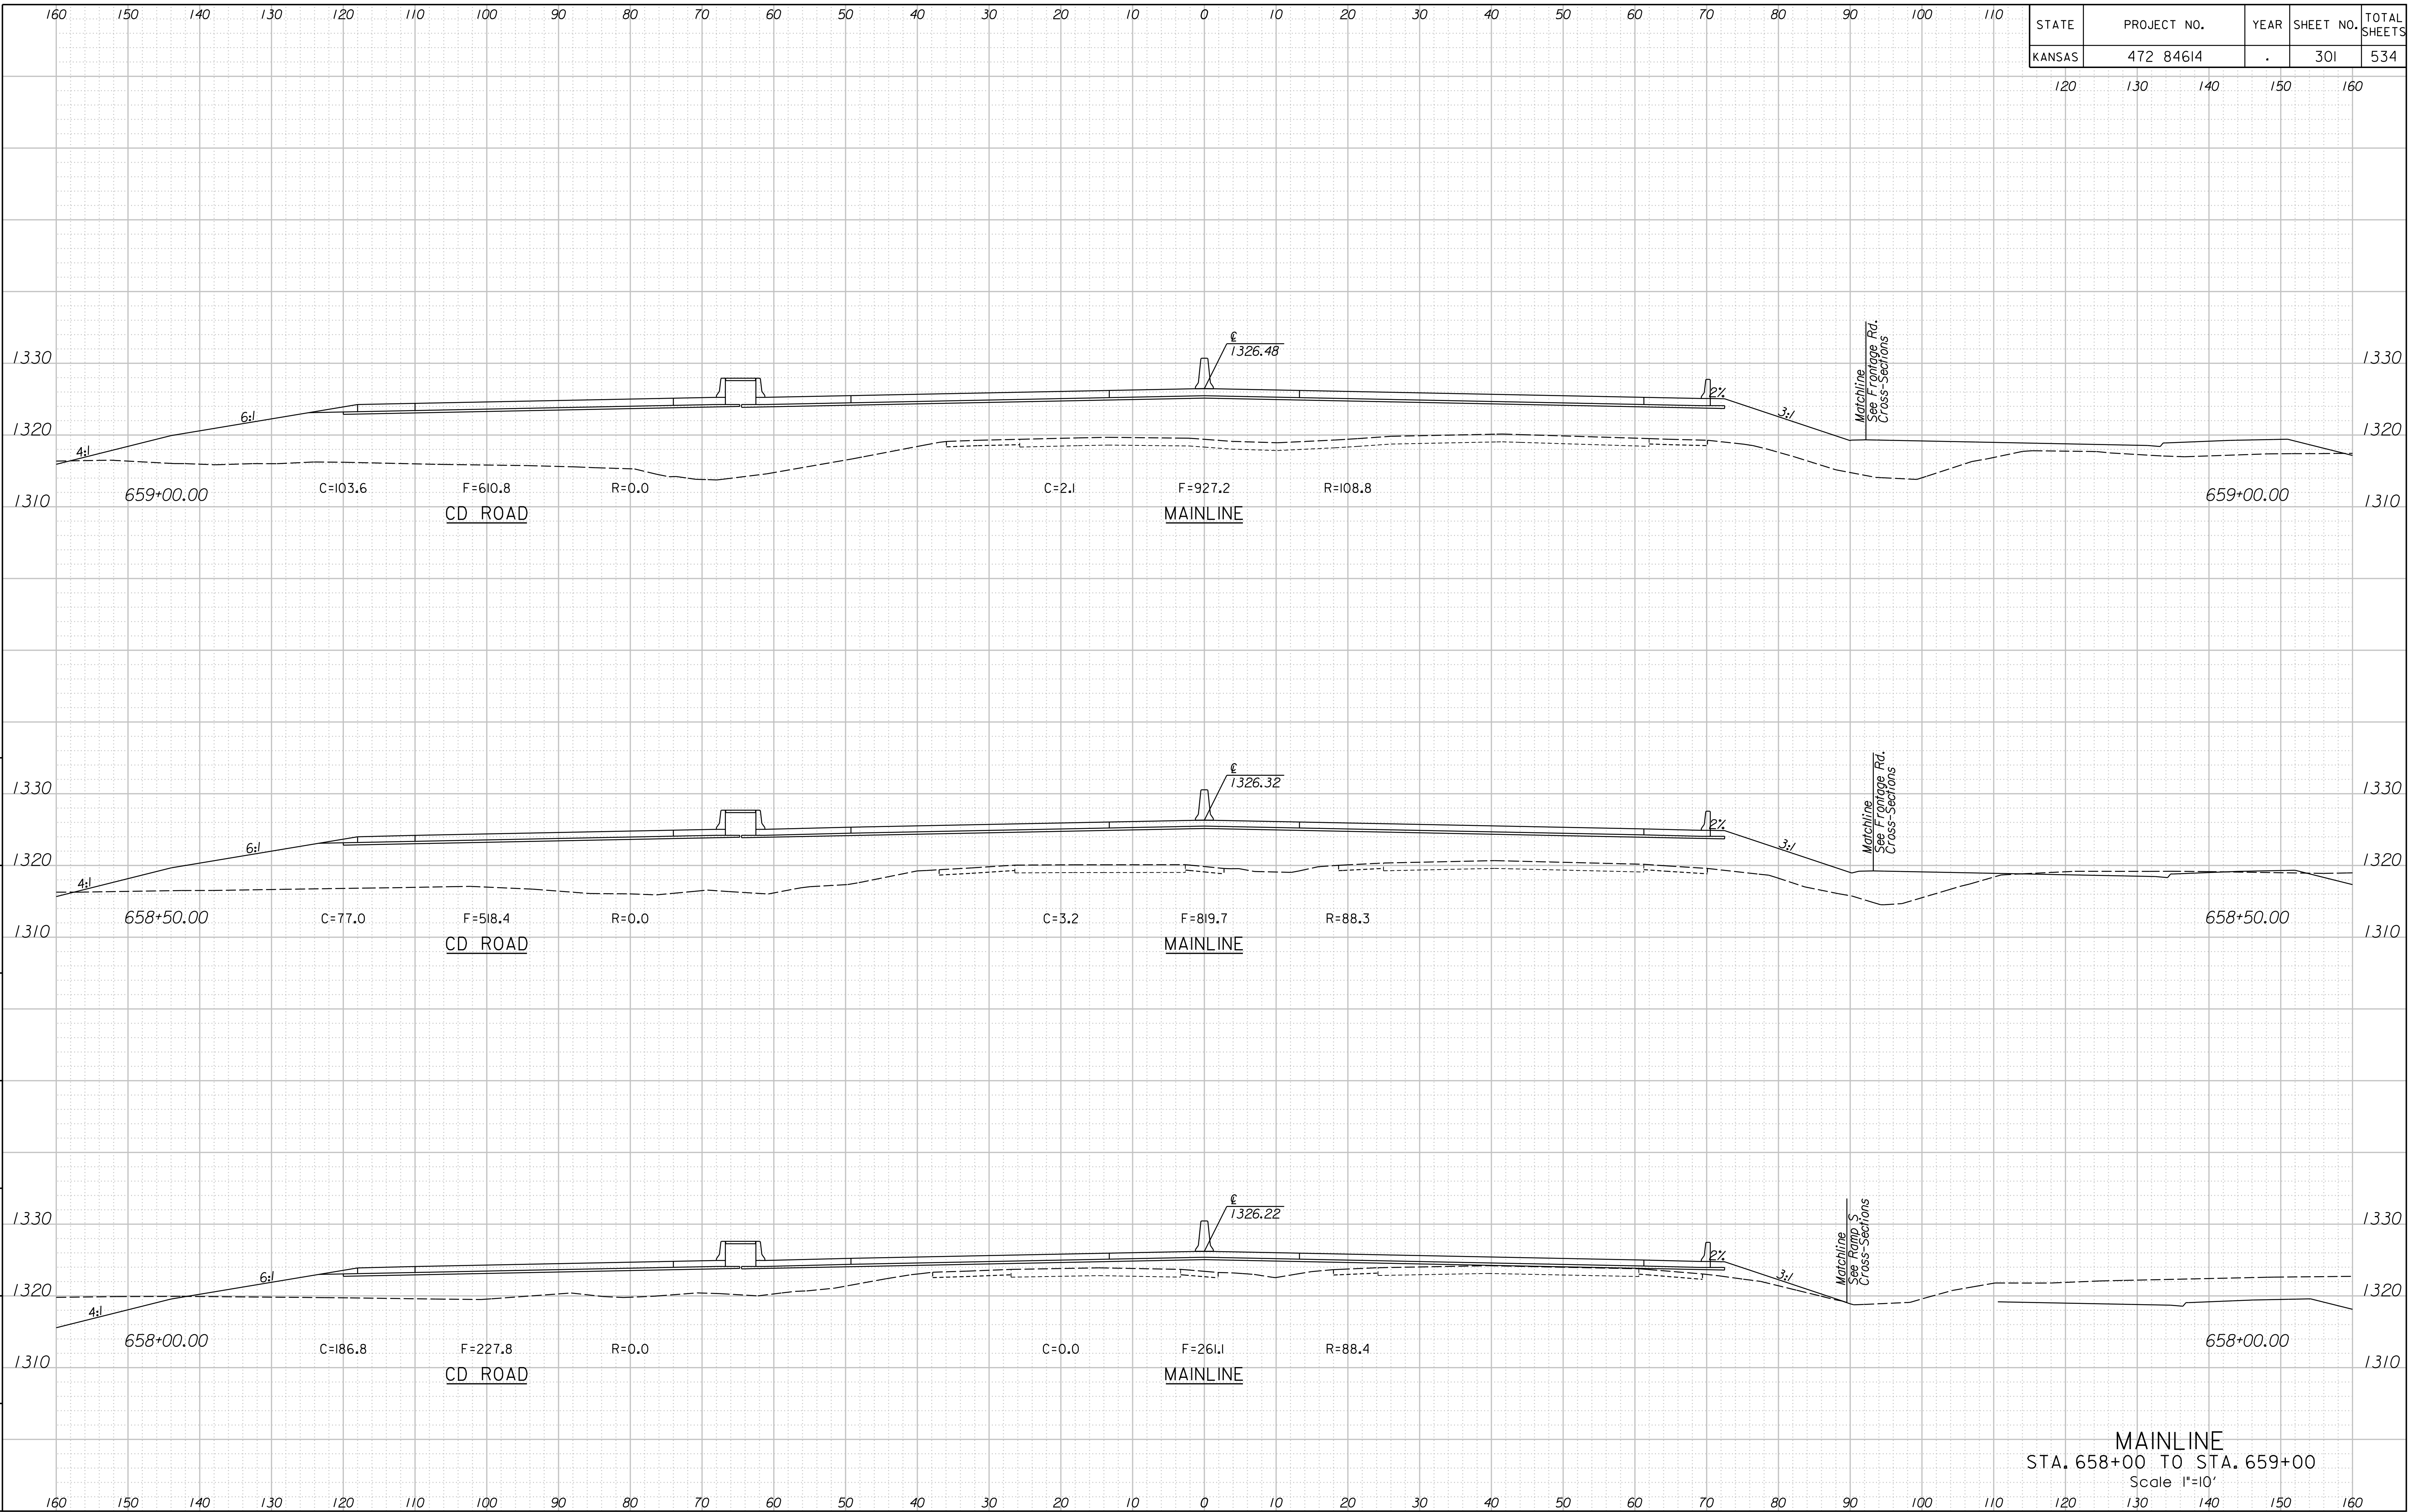 160 150 140 130 120 110 100 90 80 70 60 50 40 30 20 10 0 10 20 30 40 50 60 70 80 90 100 110
STATE PROJECT NO. YEAR SHEET NO. TOTAL SHEETS
KANSAS 472 84614 . 301 534
120 130 140 150 160
℄
1326.48
Matchline
See Frontage Rd.
Cross-Sections
1330 1330
2%
6:1
3:1
1320 1320
4:1
659+00.00 C=103.6 F=610.8 R=0.0 C=2.1 F=927.2 R=108.8 659+00.00
1310 1310
CD ROAD MAINLINE
℄
1326.32
Matchline
See Frontage Rd.
Cross-Sections
1330 1330
2%
6:1
3:1
1320 1320
4:1
658+50.00 C=77.0 F=518.4 R=0.0 C=3.2 F=819.7 R=88.3 658+50.00
1310 1310
CD ROAD MAINLINE
℄
1326.22
Matchline
See Ramp S
Cross-Sections
1330 1330
2%
6:1
3:1
1320 1320
4:1
658+00.00 C=186.8 F=227.8 R=0.0 C=0.0 F=261.1 R=88.4 658+00.00
1310 1310
CD ROAD MAINLINE
MAINLINE
STA. 658+00 TO STA. 659+00
Scale 1"=10'
160 150 140 130 120 110 100 90 80 70 60 50 40 30 20 10 0 10 20 30 40 50 60 70 80 90 100 110 120 130 140 150 160